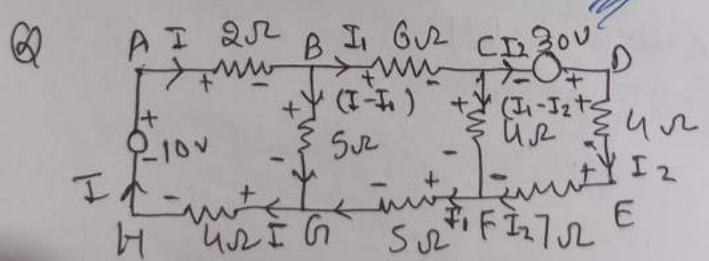 Q)
A I 2Ω B I₁ 6Ω C I₂ 30V D
+ - + - - +
+ + (I-I₁) + (I₁-I₂) +
- 10V 5Ω 4Ω 4Ω
- - - I₂
I - + - + +
H 4Ω I G 5Ω I₁ F I₂ 7Ω E